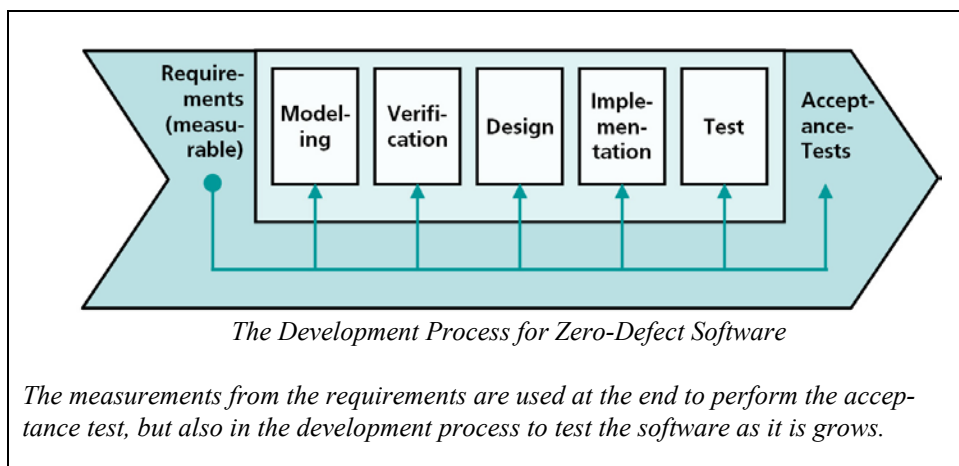 Require-
ments
(measu-
rable)
Model-
ing
Verifi-
cation
Design
Imple-
men-
tation
Test
Accept-
ance-
Tests
The Development Process for Zero-Defect Software
The measurements from the requirements are used at the end to perform the accep-
tance test, but also in the development process to test the software as it is grows.